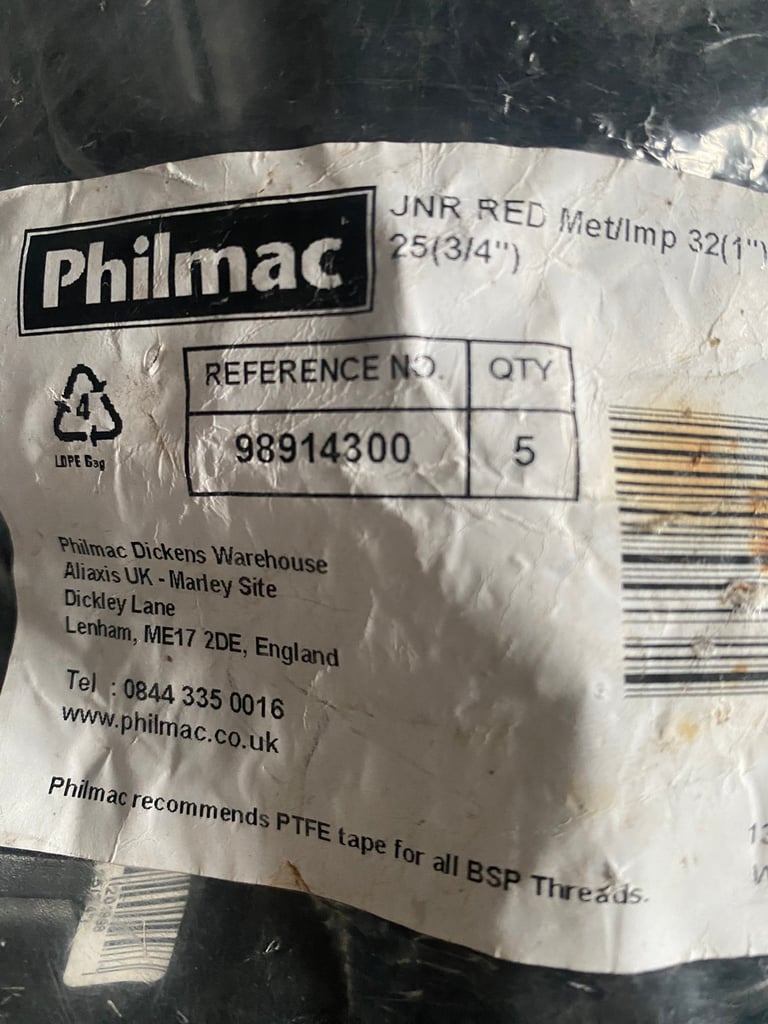 Philmac
JNR RED Met/Imp 32(1")
25(3/4")
REFERENCE NO. QTY
98914300 5
4
LDPE 63g
Philmac Dickens Warehouse
Aliaxis UK - Marley Site
Dickley Lane
Lenham, ME17 2DE, England
Tel : 0844 335 0016
www.philmac.co.uk
Philmac recommends PTFE tape for all BSP Threads.